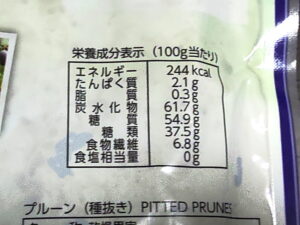 栄養成分表示（100g当たり）
エネルギー 244kcal
たんぱく質 2.1g
脂質 0.3g
炭水化物 61.7g
糖質 54.9g
糖類 37.5g
食物繊維 6.8g
食塩相当量 0g
プルーン（種抜き）PITTED PRUNES